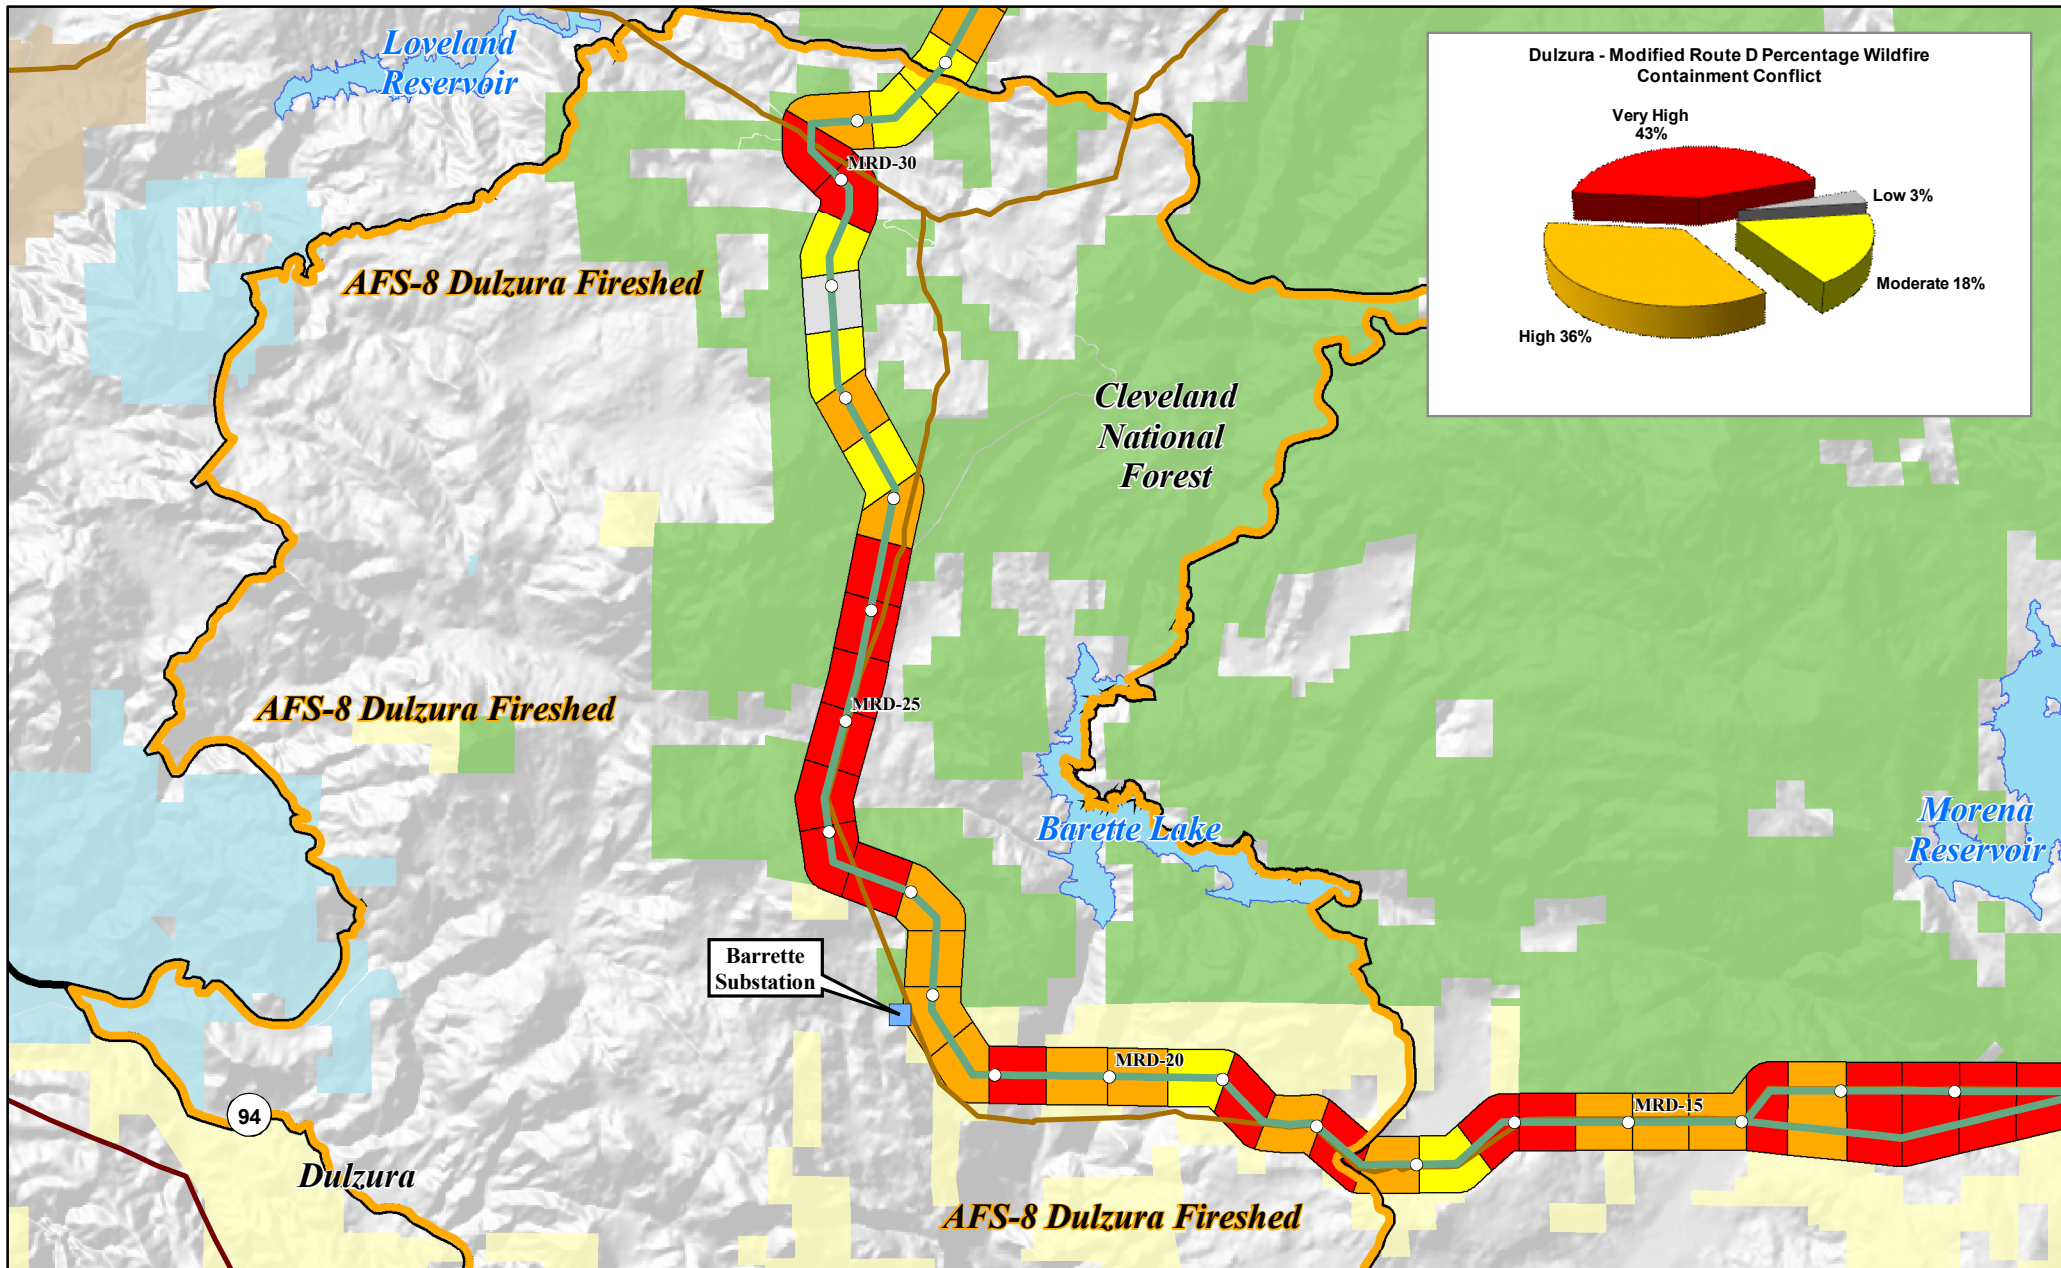 Loveland
Reservoir
Dulzura - Modified Route D Percentage Wildfire
Containment Conflict
Very High
43%
Low 3%
Moderate 18%
High 36%
MRD-30
AFS-8 Dulzura Fireshed
Cleveland
National
Forest
AFS-8 Dulzura Fireshed
MRD-25
Barette Lake
Morena
Reservoir
Barrette
Substation
MRD-20
MRD-15
94
Dulzura
AFS-8 Dulzura Fireshed